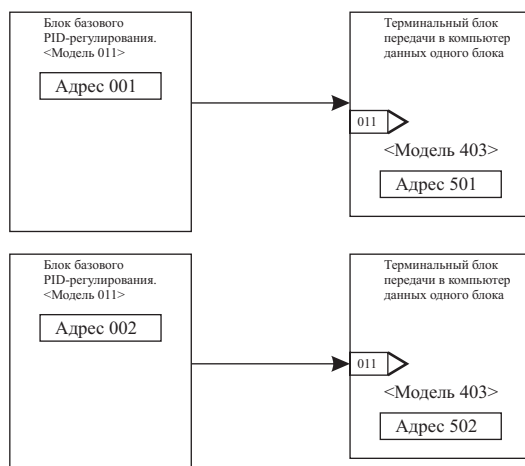 Блок базового
PID-регулирования.
<Модель 011>
Адрес 001
Терминальный блок
передачи в компьютер
данных одного блока
011
<Модель 403>
Адрес 501
Блок базового
PID-регулирования.
<Модель 011>
Адрес 002
Терминальный блок
передачи в компьютер
данных одного блока
011
<Модель 403>
Адрес 502